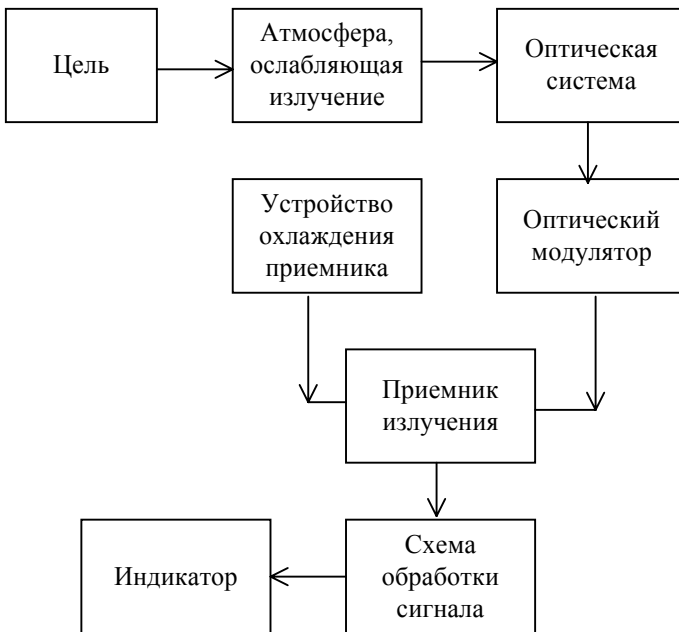 Цель
Атмосфера,
ослабляющая
излучение
Оптическая
система
Устройство
охлаждения
приемника
Оптический
модулятор
Приемник
излучения
Индикатор
Схема
обработки
сигнала